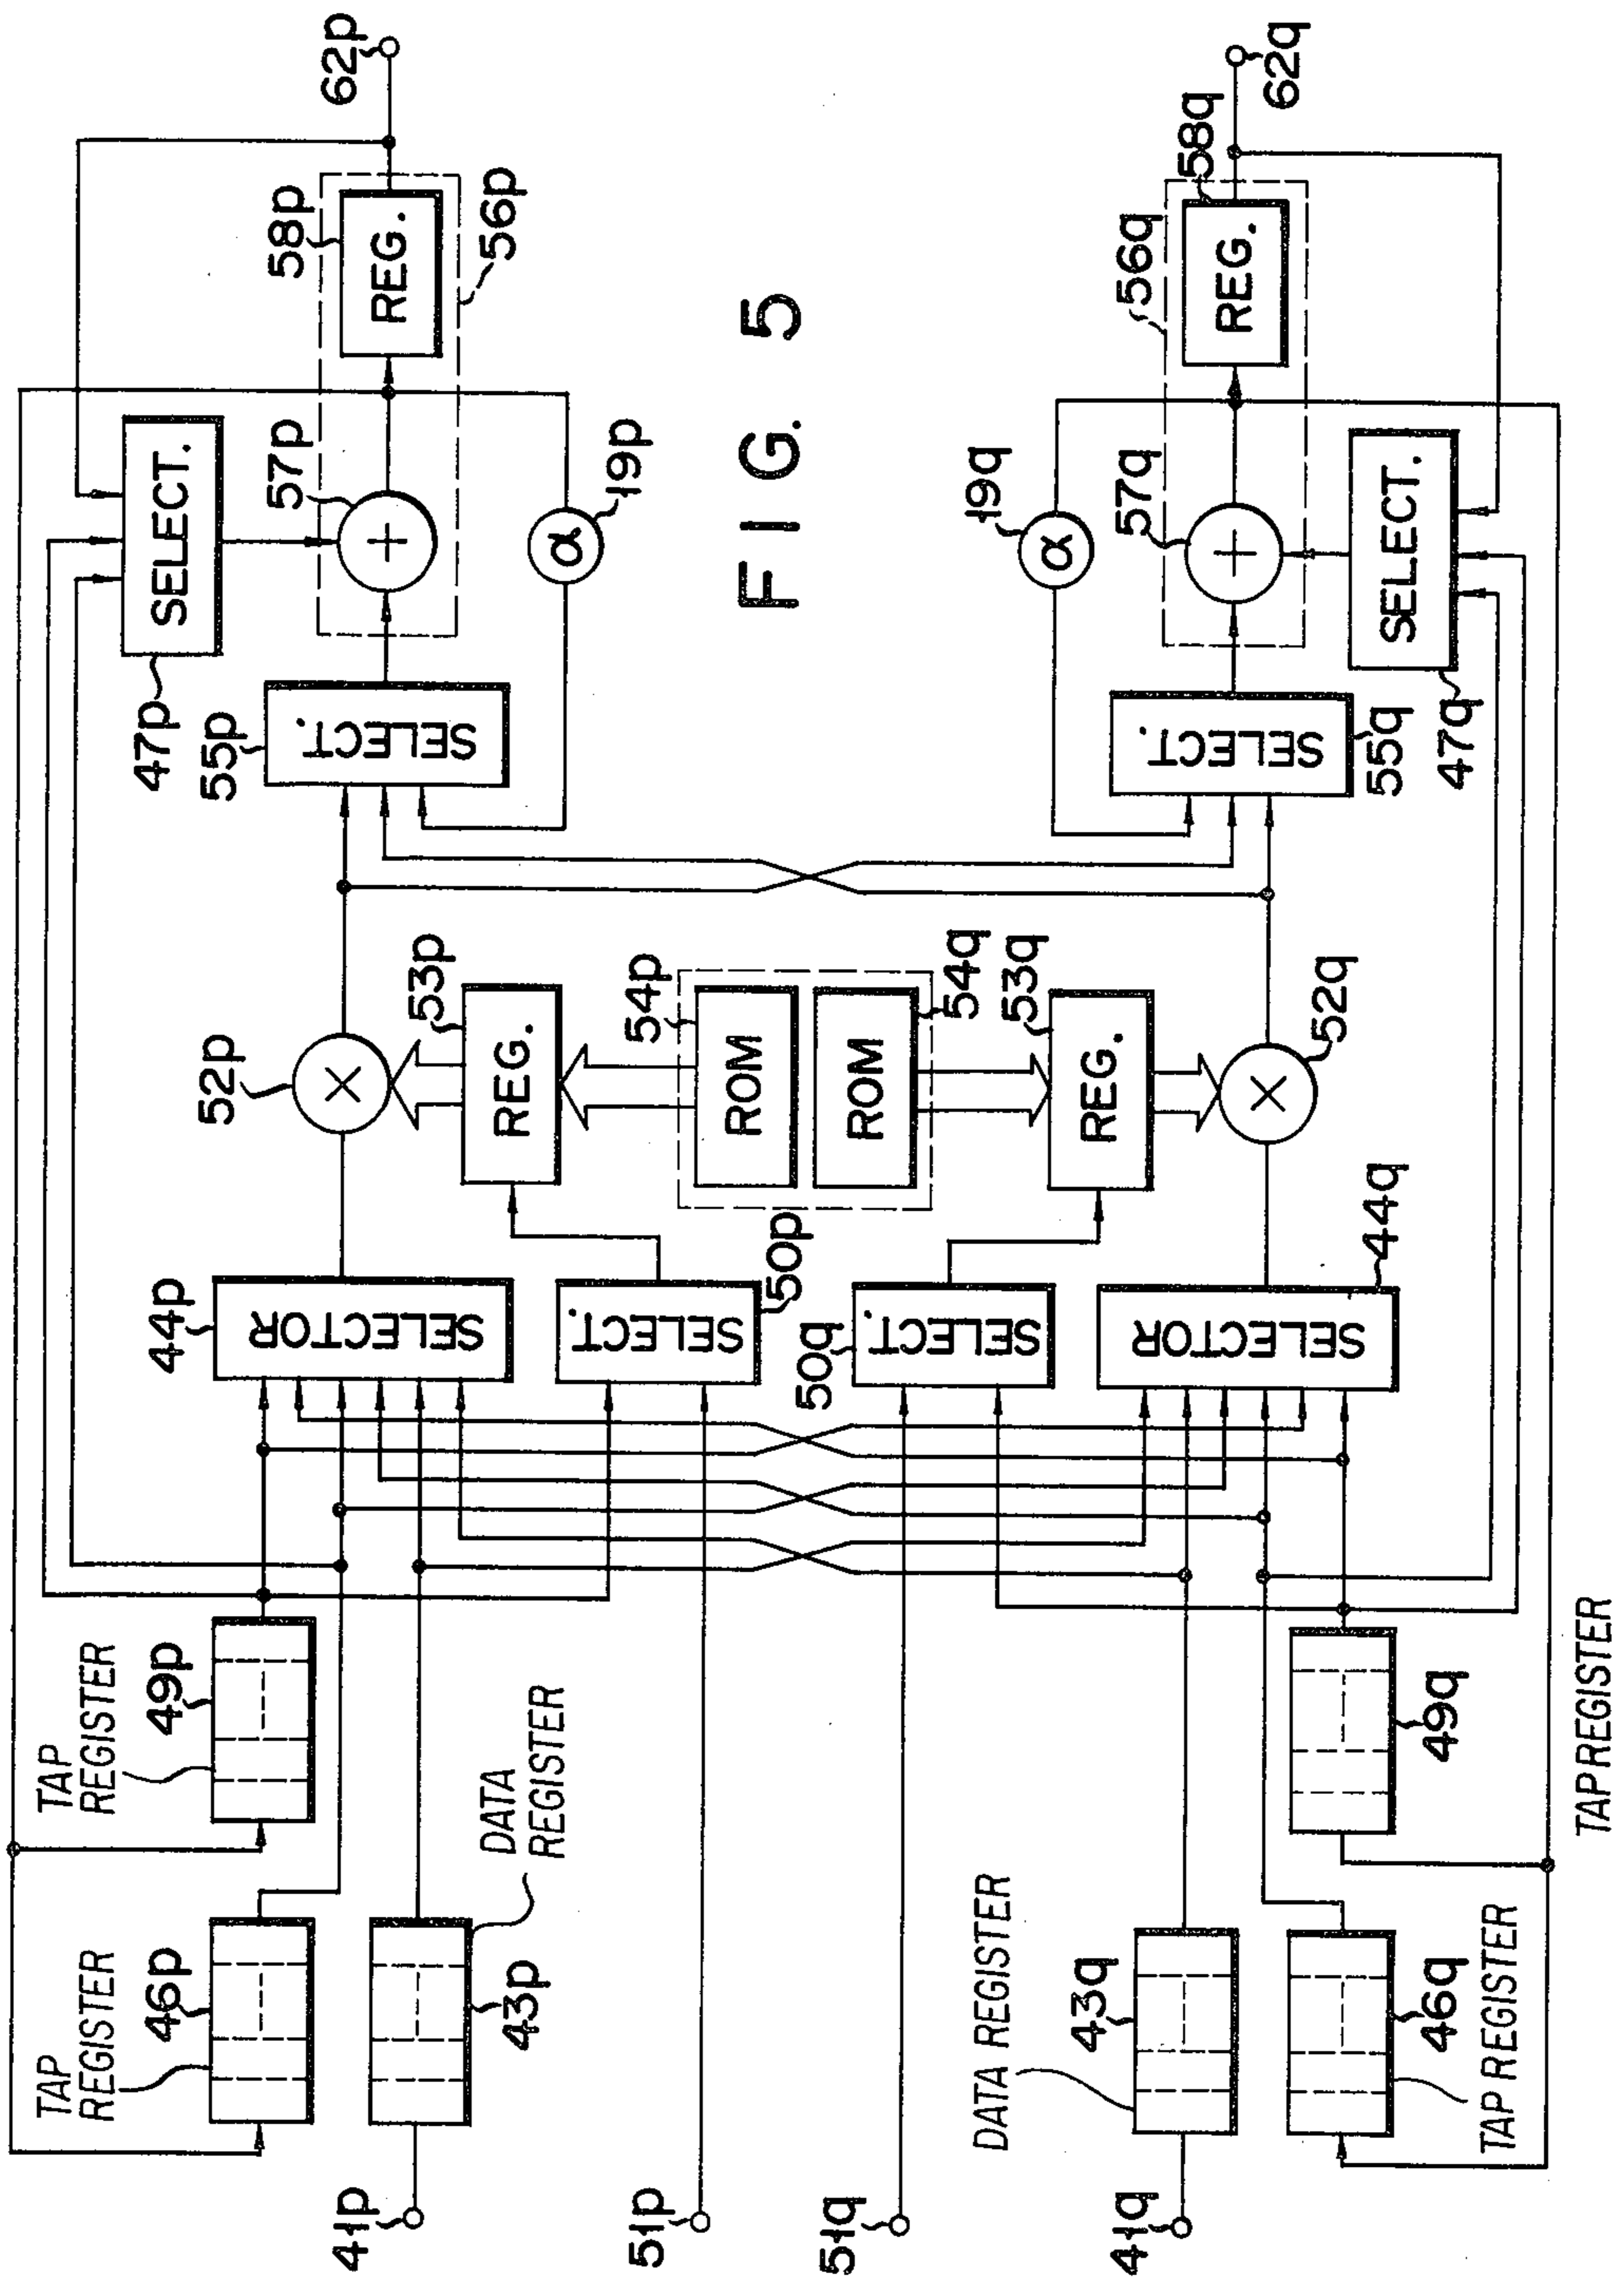 62p
58p
REG.
56p
57p
SELECT.
47p
19p
α
+
55p
SELECT.
FIG. 5
62q
58q
56q
REG.
19q
α
57q
+
SELECT.
47q
55q
SELECT.
52p
×
53p
REG.
54p
ROM
ROM
54q
53q
REG.
×
52q
44p
SELECTOR
SELECT.
50p
50q
SELECT.
SELECTOR
44q
TAP
REGISTER
49p
TAP
REGISTER
46p
DATA
REGISTER
43p
41p
51p
51q
41q
DATA REGISTER
43q
49q
TAP REGISTER
46q
TAP REGISTER